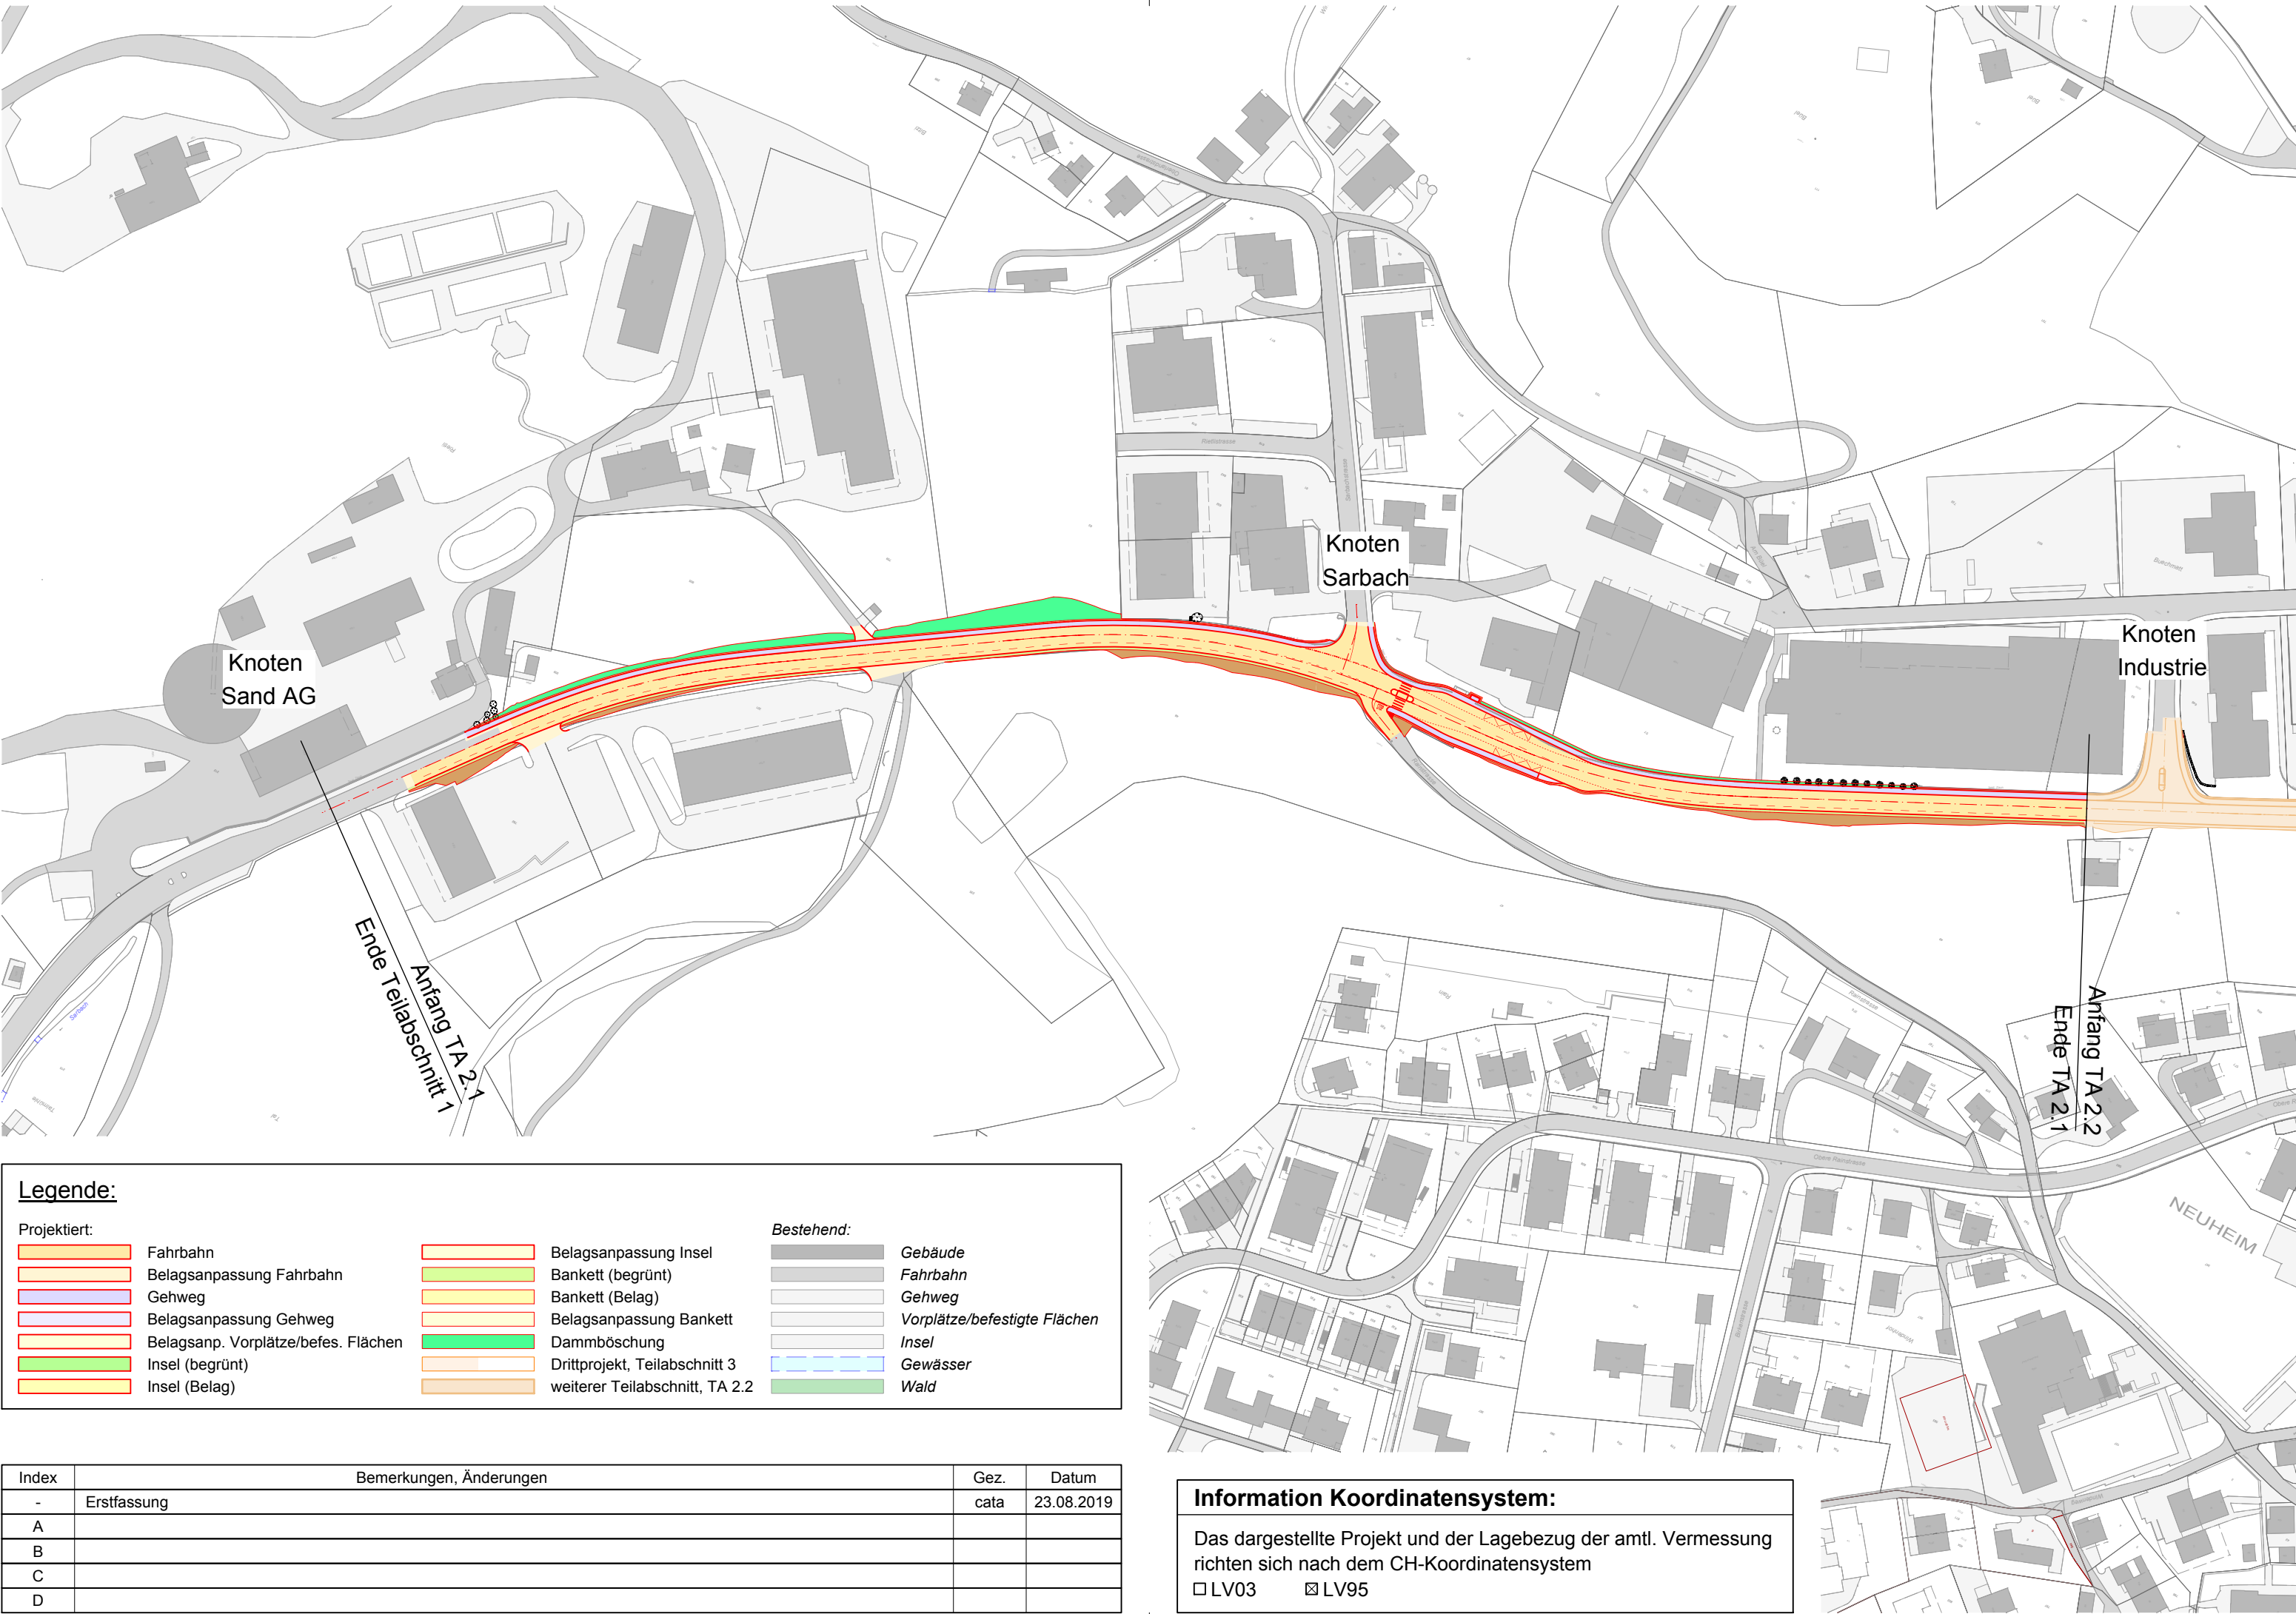 Knoten
Sand AG
Knoten
Sarbach
Knoten
Industrie
Anfang TA 2.1
Ende Teilabschnitt 1
Anfang TA 2.2
Ende TA 2.1
NEUHEIM
Sarbach
Obere Rainstrasse
Legende:
Projektiert:
Fahrbahn
Belagsanpassung Fahrbahn
Gehweg
Belagsanpassung Gehweg
Belagsanp. Vorplätze/befes. Flächen
Insel (begrünt)
Insel (Belag)
Belagsanpassung Insel
Bankett (begrünt)
Bankett (Belag)
Belagsanpassung Bankett
Dammböschung
Drittprojekt, Teilabschnitt 3
weiterer Teilabschnitt, TA 2.2
Bestehend:
Gebäude
Fahrbahn
Gehweg
Vorplätze/befestigte Flächen
Insel
Gewässer
Wald
Index Bemerkungen, Änderungen Gez. Datum
- Erstfassung cata 23.08.2019
A
B
C
D
Information Koordinatensystem:
Das dargestellte Projekt und der Lagebezug der amtl. Vermessung
richten sich nach dem CH-Koordinatensystem
☐ LV03 ☒ LV95